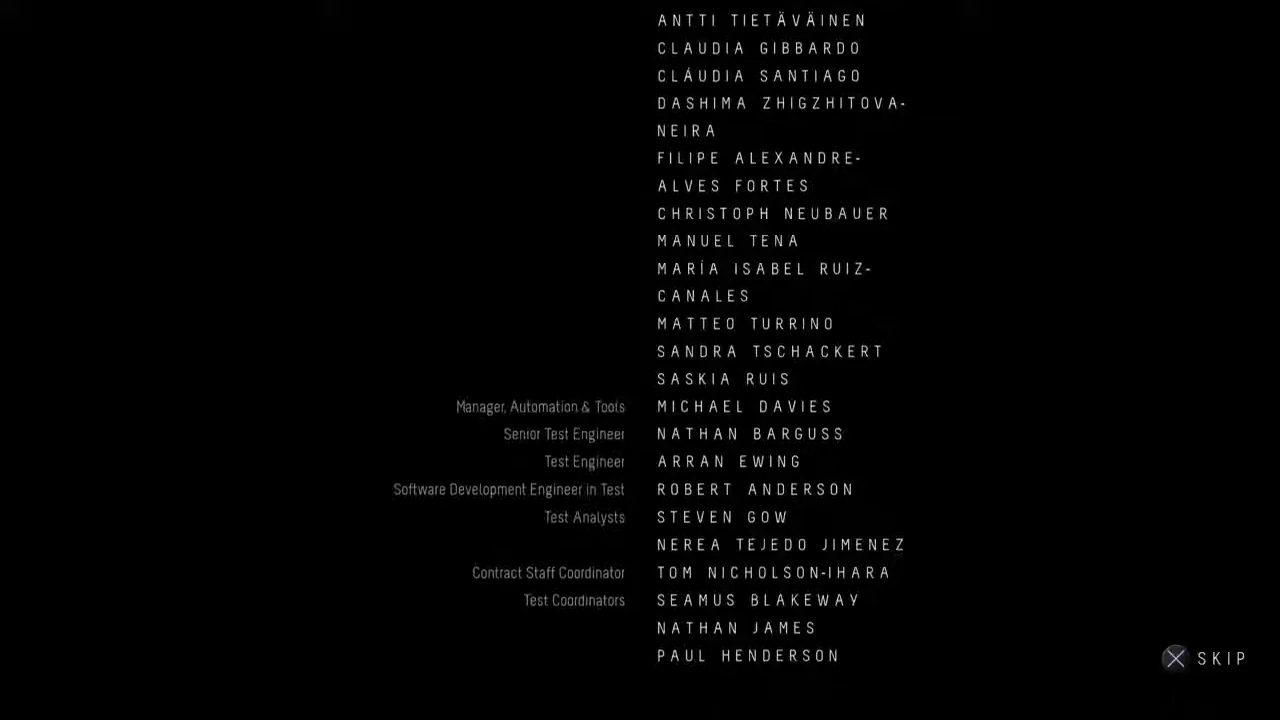 ANTTI TIETÄVÄINEN
CLAUDIA GIBBARDO
CLÁUDIA SANTIAGO
DASHIMA ZHIGZHITOVA-
NEIRA
FILIPE ALEXANDRE-
ALVES FORTES
CHRISTOPH NEUBAUER
MANUEL TENA
MARÍA ISABEL RUIZ-
CANALES
MATTEO TURRINO
SANDRA TSCHACKERT
SASKIA RUIS
Manager, Automation & Tools MICHAEL DAVIES
Senior Test Engineer NATHAN BARGUSS
Test Engineer ARRAN EWING
Software Development Engineer in Test ROBERT ANDERSON
Test Analysts STEVEN GOW
NEREA TEJEDO JIMENEZ
Contract Staff Coordinator TOM NICHOLSON-IHARA
Test Coordinators SEAMUS BLAKEWAY
NATHAN JAMES
PAUL HENDERSON
SKIP